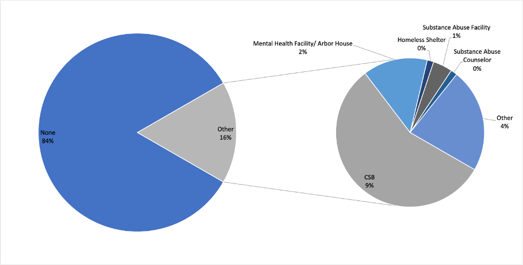 Substance Abuse Facility
1%
Mental Health Facility/ Arbor House
2%
Homeless Shelter
0%
Substance Abuse
Counselor
0%
None
84%
Other
16%
Other
4%
CSB
9%